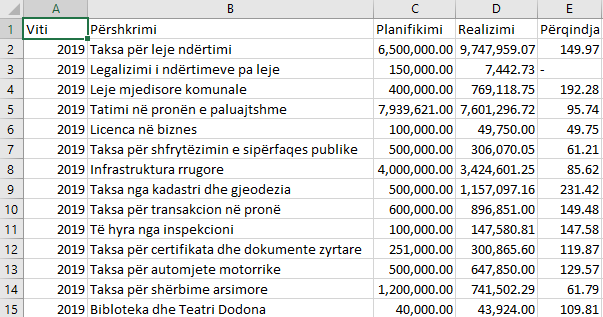 A B C D E
1 Viti Përshkrimi Planifikimi Realizimi Përqindja
2 2019 Taksa për leje ndërtimi 6,500,000.00 9,747,959.07 149.97
3 2019 Legalizimi i ndërtimeve pa leje 150,000.00 7,442.73 -
4 2019 Leje mjedisore komunale 400,000.00 769,118.75 192.28
5 2019 Tatimi në pronën e paluajtshme 7,939,621.00 7,601,296.72 95.74
6 2019 Licenca në biznes 100,000.00 49,750.00 49.75
7 2019 Taksa për shfrytëzimin e sipërfaqes publike 500,000.00 306,070.05 61.21
8 2019 Infrastruktura rrugore 4,000,000.00 3,424,601.25 85.62
9 2019 Taksa nga kadastri dhe gjeodezia 500,000.00 1,157,097.16 231.42
10 2019 Taksa për transakcion në pronë 600,000.00 896,851.00 149.48
11 2019 Të hyra nga inspekcioni 100,000.00 147,580.81 147.58
12 2019 Taksa për certifikata dhe dokumente zyrtare 251,000.00 300,865.60 119.87
13 2019 Taksa për automjete motorrike 500,000.00 647,850.00 129.57
14 2019 Taksa për shërbime arsimore 1,200,000.00 741,502.29 61.79
15 2019 Bibloteka dhe Teatri Dodona 40,000.00 43,924.00 109.81